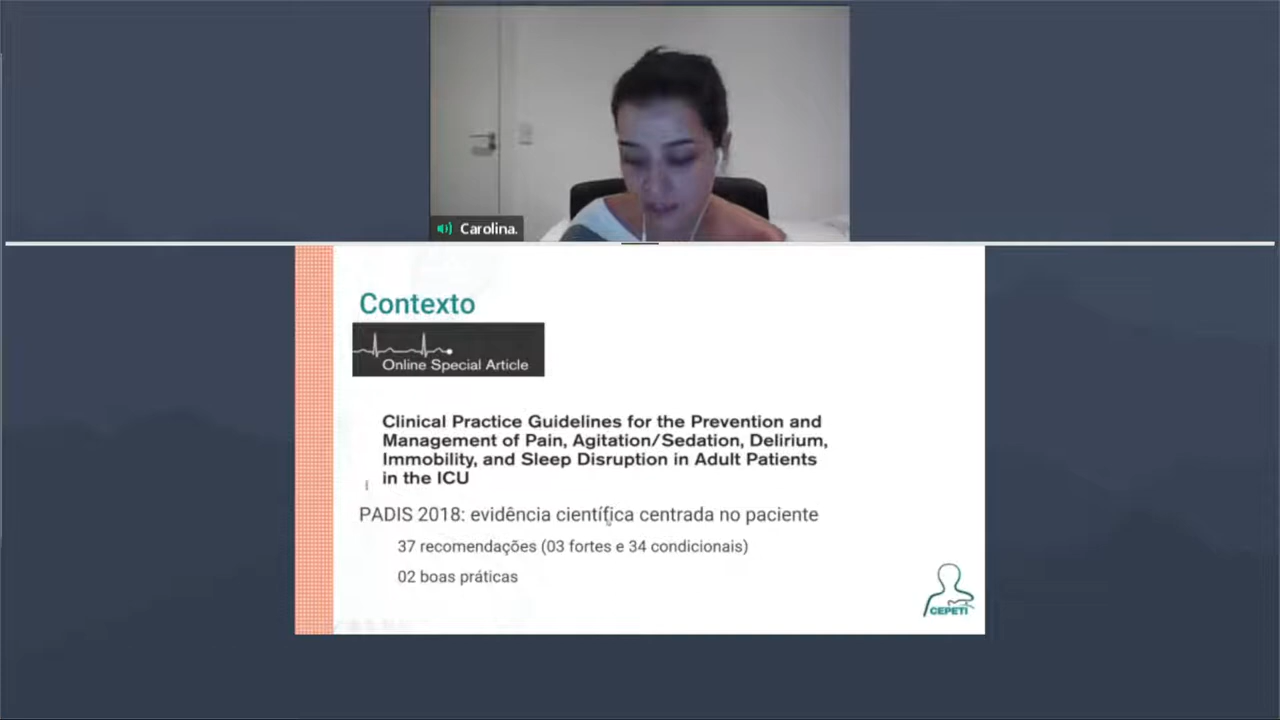 Carolina.
Contexto
Online Special Article
Clinical Practice Guidelines for the Prevention and
Management of Pain, Agitation/Sedation, Delirium,
Immobility, and Sleep Disruption in Adult Patients
in the ICU
PADIS 2018: evidência científica centrada no paciente
37 recomendações (03 fortes e 34 condicionais)
02 boas práticas
CEPETI